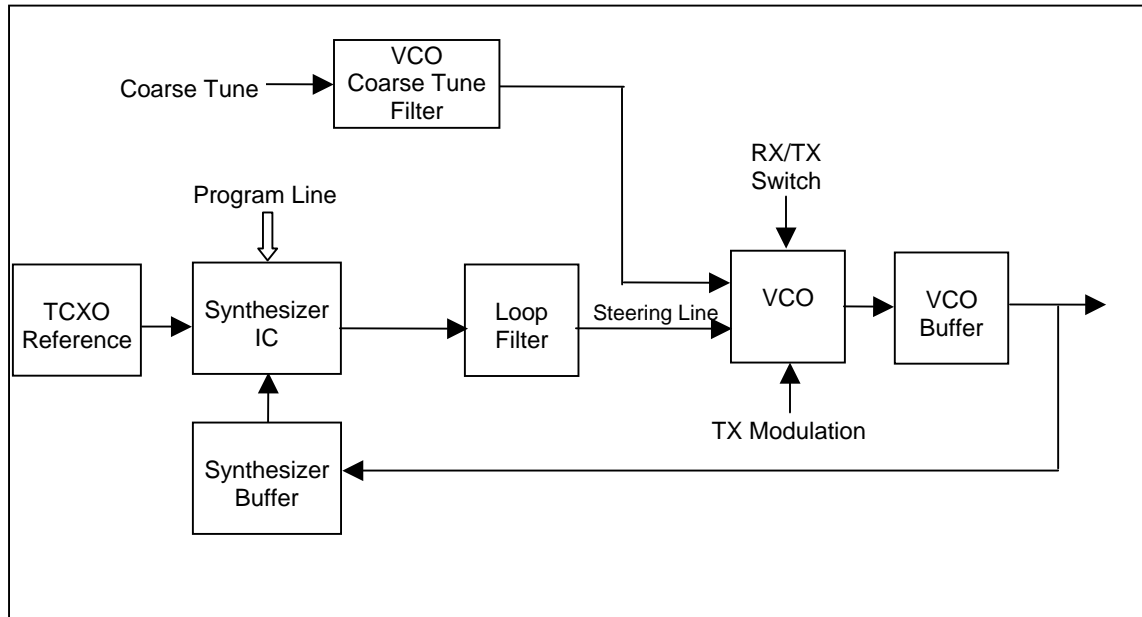 VCO
Coarse Tune
Filter
Coarse Tune
RX/TX
Switch
Program Line
TCXO
Reference
Synthesizer
IC
Loop
Filter
Steering Line
VCO
VCO
Buffer
TX Modulation
Synthesizer
Buffer